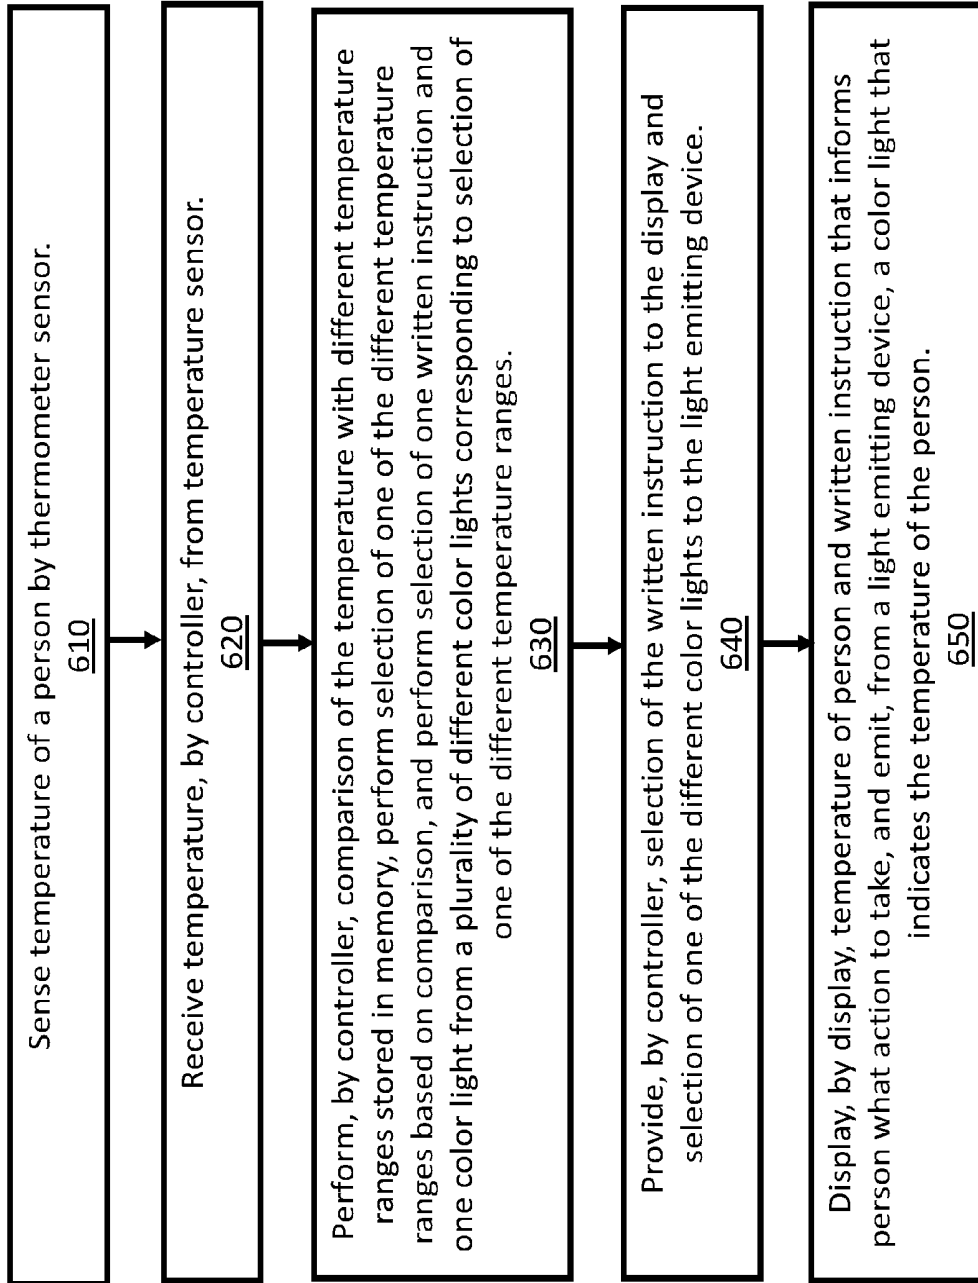 Sense temperature of a person by thermometer sensor.
610
Receive temperature, by controller, from temperature sensor.
620
Perform, by controller, comparison of the temperature with different temperature
ranges stored in memory, perform selection of one of the different temperature
ranges based on comparison, and perform selection of one written instruction and
one color light from a plurality of different color lights corresponding to selection of
one of the different temperature ranges.
630
Provide, by controller, selection of the written instruction to the display and
selection of one of the different color lights to the light emitting device.
640
Display, by display, temperature of person and written instruction that informs
person what action to take, and emit, from a light emitting device, a color light that
indicates the temperature of the person.
650